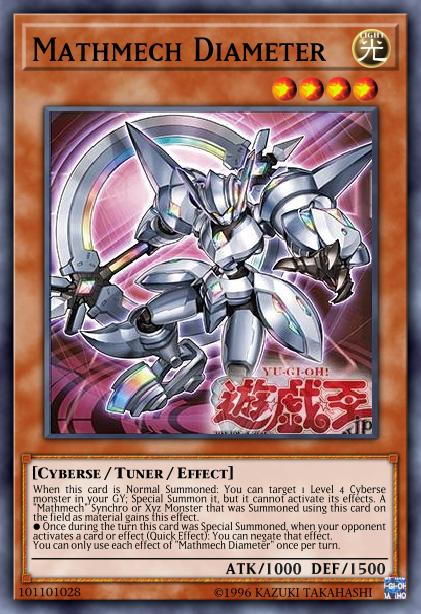 MATHMECH DIAMETER
LIGHT
光
YU-GI-OH!
遊戯王
.jp
[CYBERSE / TUNER / EFFECT]
When this card is Normal Summoned: You can target 1 Level 4 Cyberse
monster in your GY; Special Summon it, but it cannot activate its effects. A
"Mathmech" Synchro or Xyz Monster that was Summoned using this card on
the field as material gains this effect.
● Once during the turn this card was Special Summoned, when your opponent
activates a card or effect (Quick Effect): You can negate that effect.
You can only use each effect of "Mathmech Diameter" once per turn.
ATK/1000 DEF/1500
101101028
©1996 KAZUKI TAKAHASHI